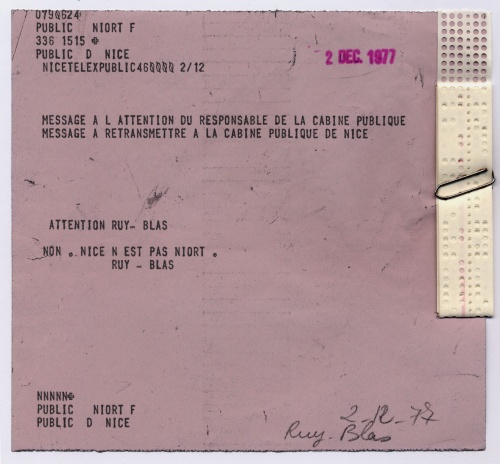 0790624
PUBLIC NIORT F
336 1515 ✽
PUBLIC D NICE
NICETELEXPUBLIC460000 2/12
2 DEC. 1977
MESSAGE A L ATTENTION DU RESPONSABLE DE LA CABINE PUBLIQUE
MESSAGE A RETRANSMETTRE A LA CABINE PUBLIQUE DE NICE
ATTENTION RUY- BLAS
NON . NICE N EST PAS NIORT .
RUY - BLAS
NNNNN✽
PUBLIC NIORT F
PUBLIC D NICE
2-12-77
Ruy-Blas